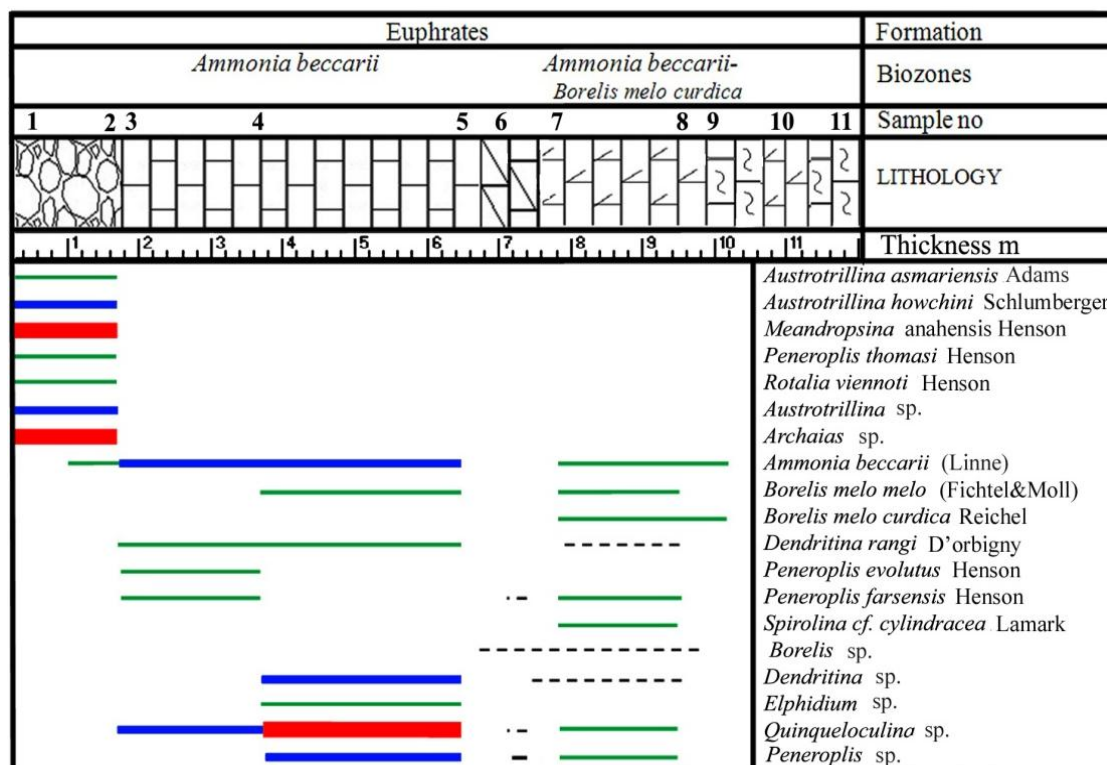 Euphrates Formation
Ammonia beccarii Ammonia beccarii-
Borelis melo curdica Biozones
1 2 3 4 5 6 7 8 9 10 11 Sample no
LITHOLOGY
1 2 3 4 5 6 7 8 9 10 11 Thickness m
Austrotrillina asmariensis Adams
Austrotrillina howchini Schlumberger
Meandropsina anahensis Henson
Peneroplis thomasi Henson
Rotalia viennoti Henson
Austrotrillina sp.
Archaias sp.
Ammonia beccarii (Linne)
Borelis melo melo (Fichtel&Moll)
Borelis melo curdica Reichel
Dendritina rangi D'orbigny
Peneroplis evolutus Henson
Peneroplis farsensis Henson
Spirolina cf. cylindracea Lamark
Borelis sp.
Dendritina sp.
Elphidium sp.
Quinqueloculina sp.
Peneroplis sp.